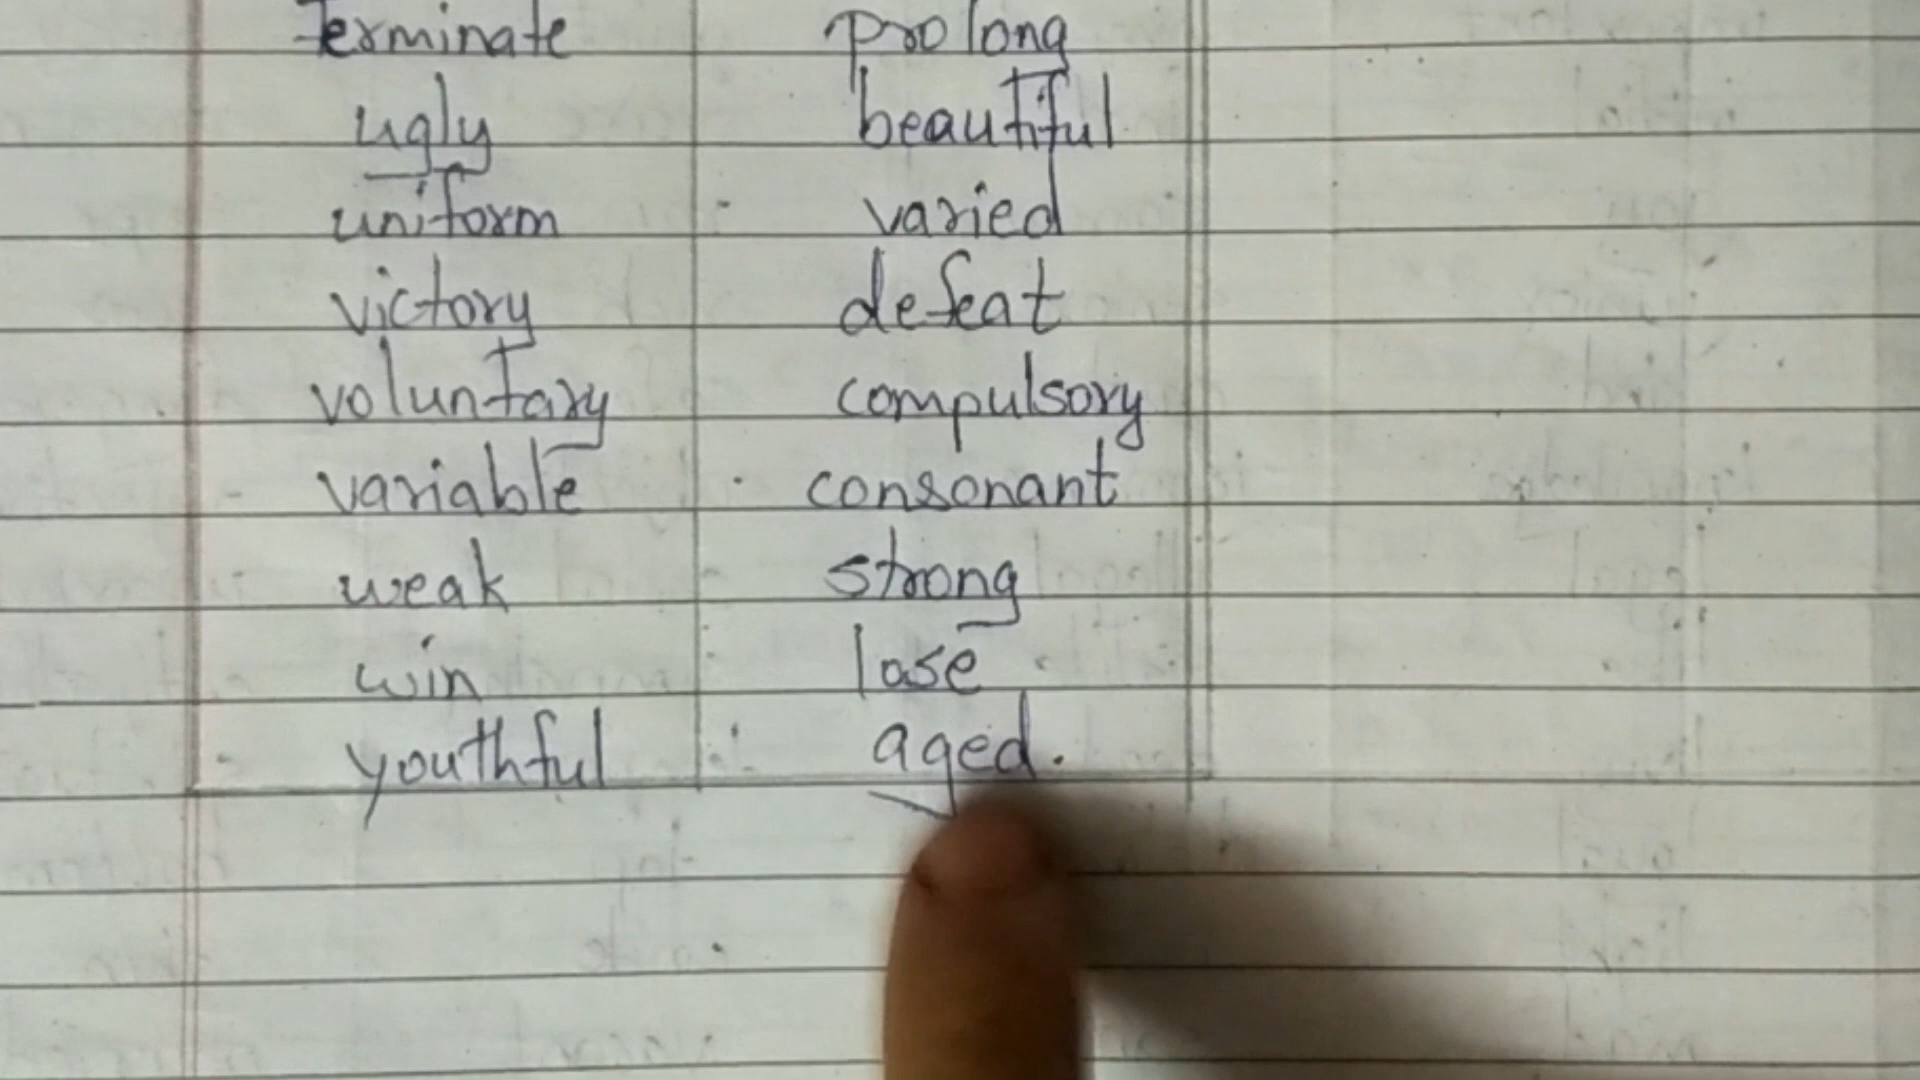 Terminate prolong
ugly beautiful
uniform varied
victory defeat
voluntary compulsory
variable consonant
weak strong
win lose
youthful aged.